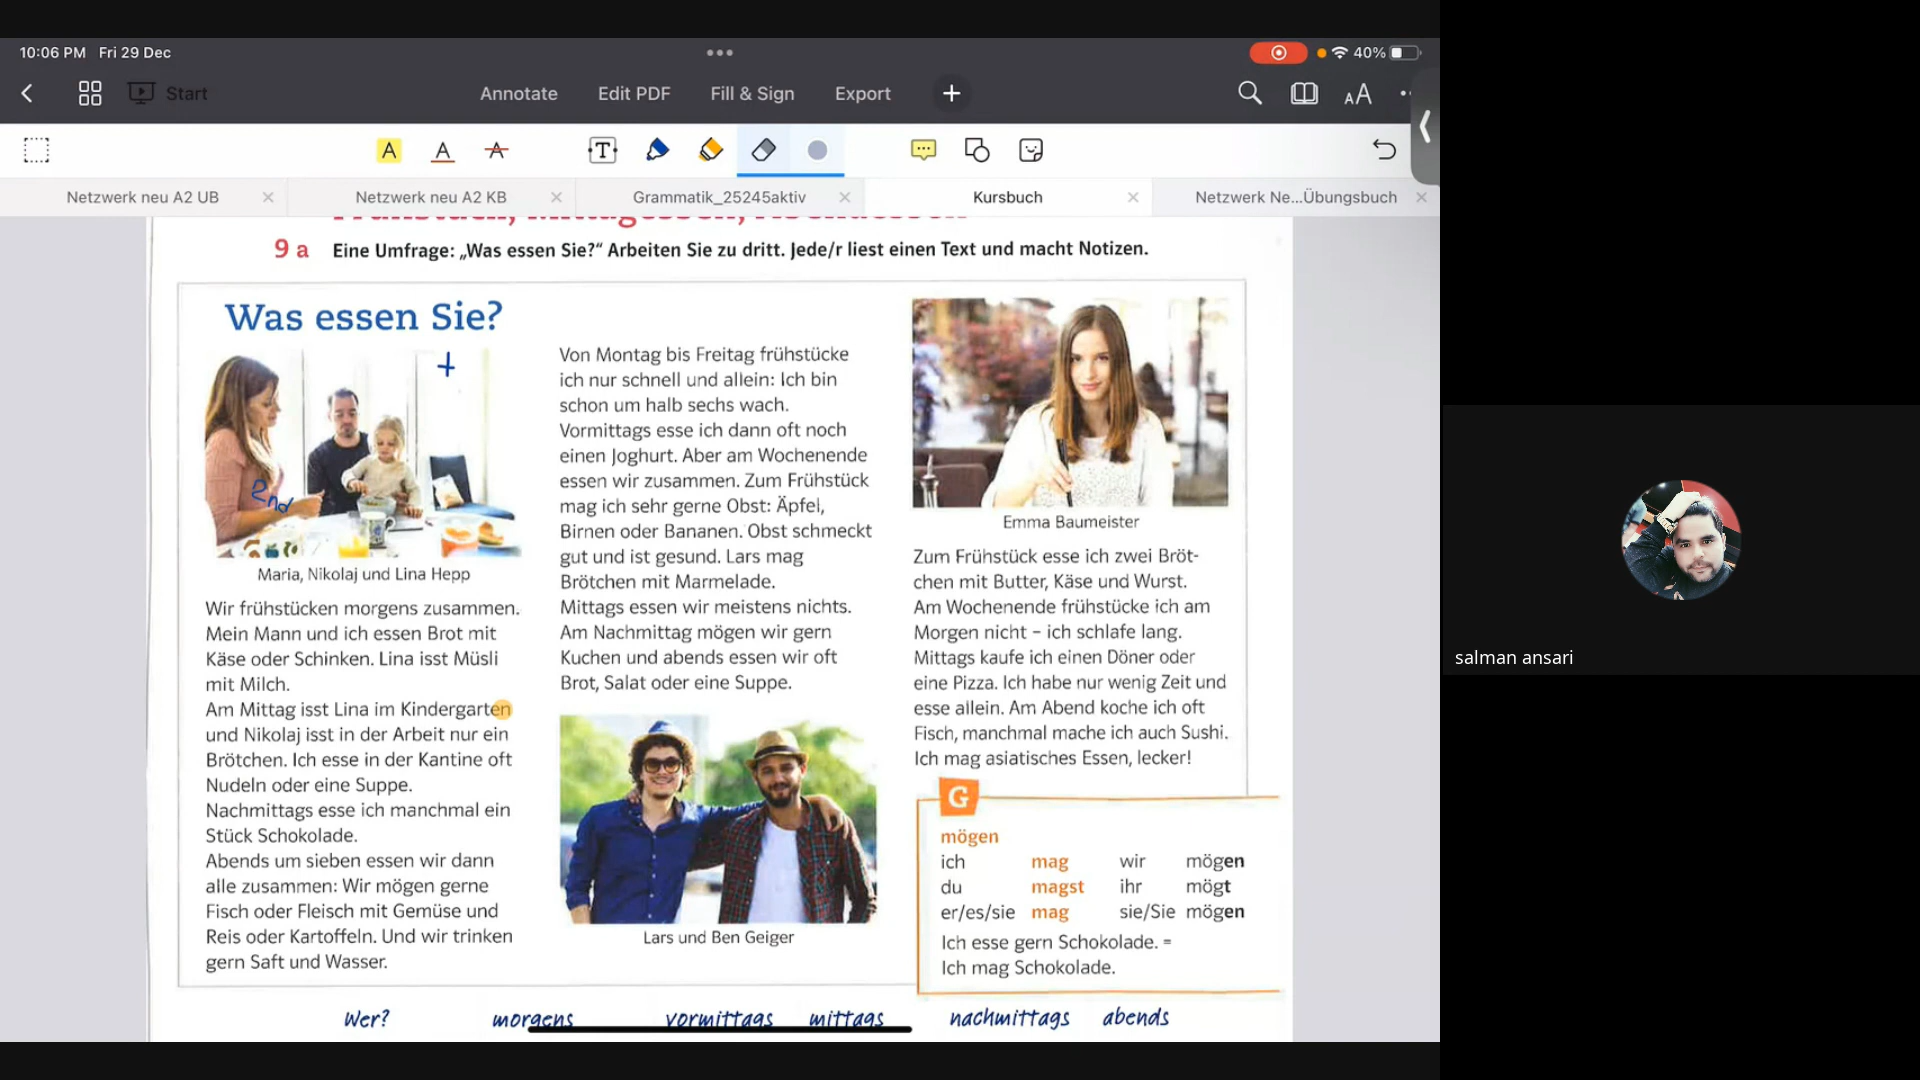 10:06 PM Fri 29 Dec
40%
Start
Annotate Edit PDF Fill & Sign Export
Netzwerk neu A2 UB
Netzwerk neu A2 KB
Grammatik_25245aktiv
Kursbuch
Netzwerk Ne...Übungsbuch
9 a Eine Umfrage: „Was essen Sie?“ Arbeiten Sie zu dritt. Jede/r liest einen Text und macht Notizen.
Was essen Sie?
2nd
Maria, Nikolaj und Lina Hepp
Wir frühstücken morgens zusammen.
Mein Mann und ich essen Brot mit
Käse oder Schinken. Lina isst Müsli
mit Milch.
Am Mittag isst Lina im Kindergarten
und Nikolaj isst in der Arbeit nur ein
Brötchen. Ich esse in der Kantine oft
Nudeln oder eine Suppe.
Nachmittags esse ich manchmal ein
Stück Schokolade.
Abends um sieben essen wir dann
alle zusammen: Wir mögen gerne
Fisch oder Fleisch mit Gemüse und
Reis oder Kartoffeln. Und wir trinken
gern Saft und Wasser.
Von Montag bis Freitag frühstücke
ich nur schnell und allein: Ich bin
schon um halb sechs wach.
Vormittags esse ich dann oft noch
einen Joghurt. Aber am Wochenende
essen wir zusammen. Zum Frühstück
mag ich sehr gerne Obst: Äpfel,
Birnen oder Bananen. Obst schmeckt
gut und ist gesund. Lars mag
Brötchen mit Marmelade.
Mittags essen wir meistens nichts.
Am Nachmittag mögen wir gern
Kuchen und abends essen wir oft
Brot, Salat oder eine Suppe.
Lars und Ben Geiger
Emma Baumeister
Zum Frühstück esse ich zwei Bröt-
chen mit Butter, Käse und Wurst.
Am Wochenende frühstücke ich am
Morgen nicht – ich schlafe lang.
Mittags kaufe ich einen Döner oder
eine Pizza. Ich habe nur wenig Zeit und
esse allein. Am Abend koche ich oft
Fisch, manchmal mache ich auch Sushi.
Ich mag asiatisches Essen, lecker!
G
mögen
ich mag wir mögen
du magst ihr mögt
er/es/sie mag sie/Sie mögen
Ich esse gern Schokolade. =
Ich mag Schokolade.
Wer? morgens vormittags mittags nachmittags abends
salman ansari